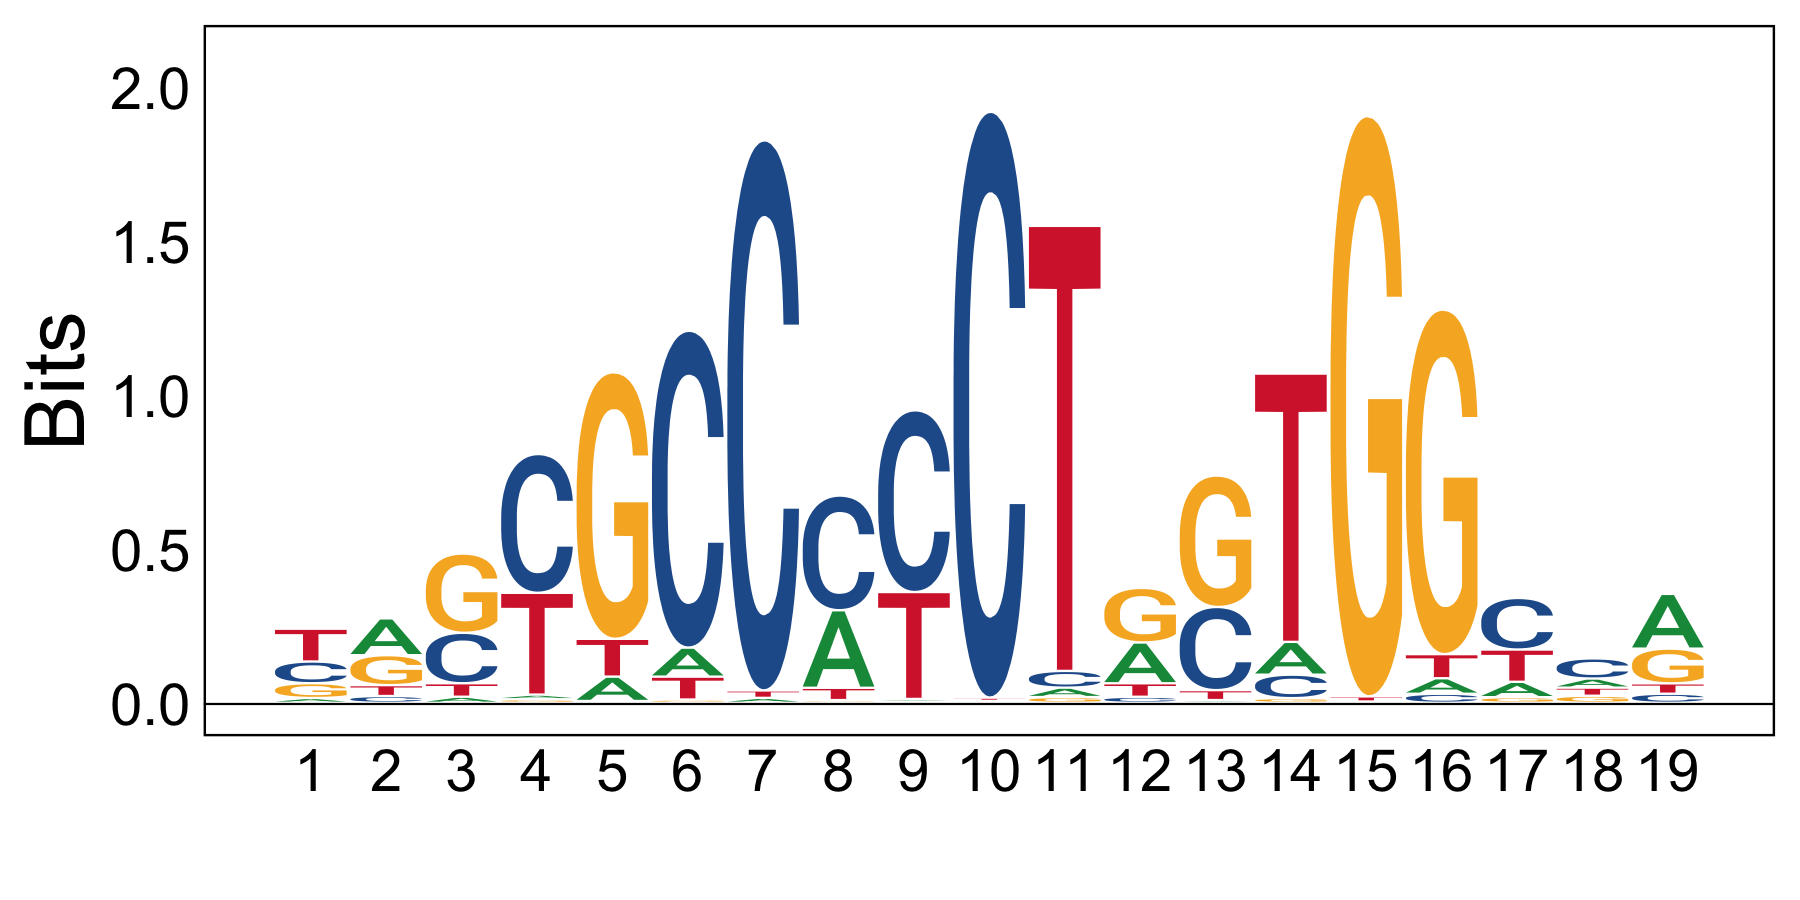 2.0
1.5
1.0
0.5
0.0
Bits
T A G C G C C C C C T G G T G G C C A
C G C T T A T A T T C A C A T T T A G
G T T A A T A T A A A T T C A A T T
A C A G G G C A G C C G G
1 2 3 4 5 6 7 8 9 10 11 12 13 14 15 16 17 18 19